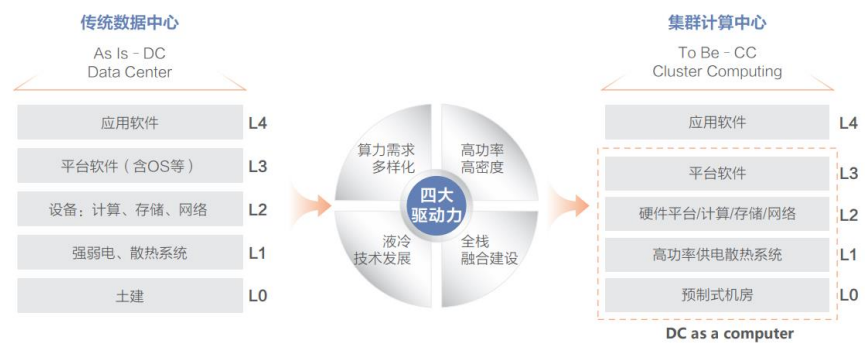 传统数据中心
As Is - DC
Data Center
应用软件 L4
平台软件（含OS等） L3
设备：计算、存储、网络 L2
强弱电、散热系统 L1
土建 L0
算力需求
多样化
高功率
高密度
四大
驱动力
液冷
技术发展
全栈
融合建设
集群计算中心
To Be - CC
Cluster Computing
应用软件 L4
平台软件 L3
硬件平台/计算/存储/网络 L2
高功率供电散热系统 L1
预制式机房 L0
DC as a computer